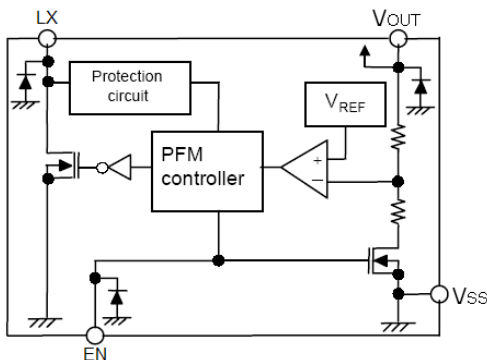 LX
VOUT
Protection
circuit
VREF
PFM
controller
+
−
VSS
EN